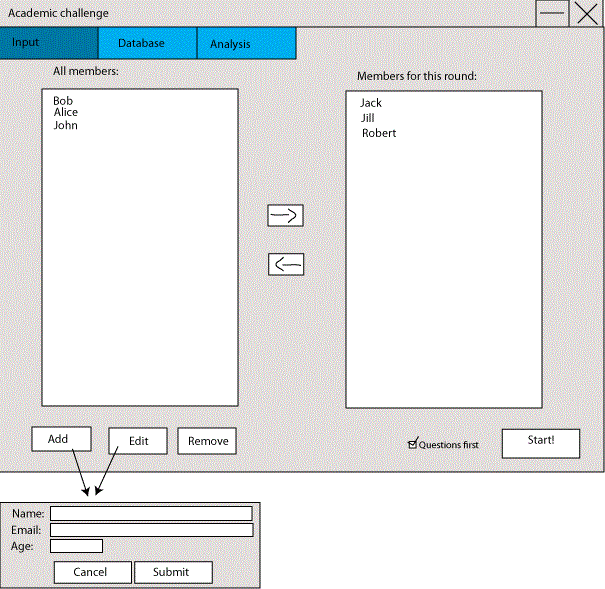 Academic challenge
Input Database Analysis
All members:
Members for this round:
Bob
Alice
John
Jack
Jill
Robert
Add Edit Remove
Questions first
Start!
Name:
Email:
Age:
Cancel Submit